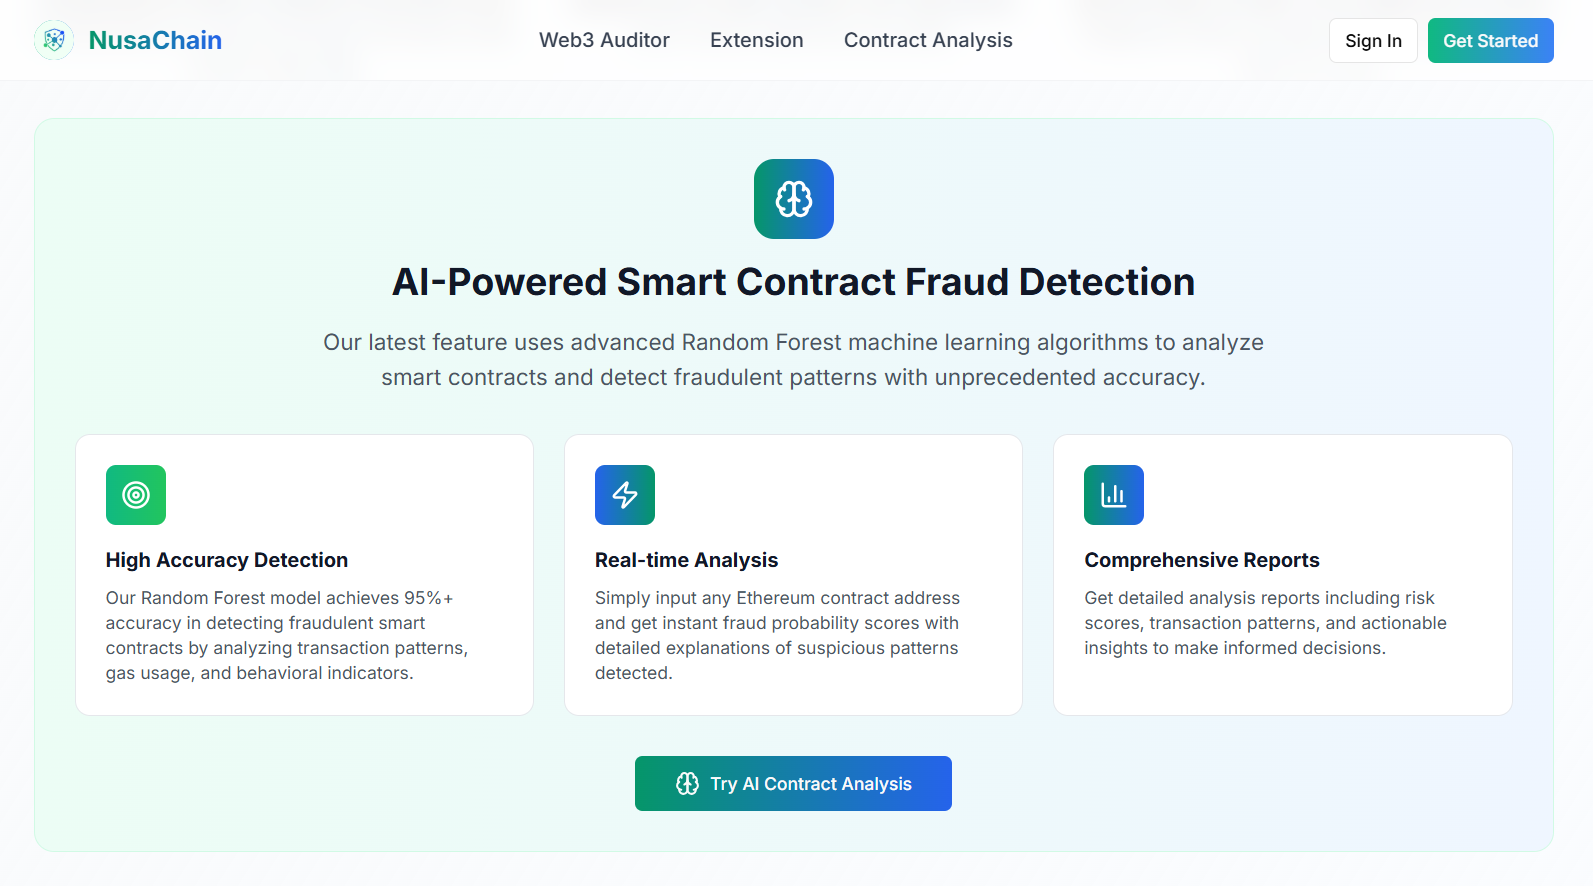 NusaChain
Web3 Auditor
Extension
Contract Analysis
Sign In
Get Started
AI-Powered Smart Contract Fraud Detection
Our latest feature uses advanced Random Forest machine learning algorithms to analyze
smart contracts and detect fraudulent patterns with unprecedented accuracy.
High Accuracy Detection
Our Random Forest model achieves 95%+
accuracy in detecting fraudulent smart
contracts by analyzing transaction patterns,
gas usage, and behavioral indicators.
Real-time Analysis
Simply input any Ethereum contract address
and get instant fraud probability scores with
detailed explanations of suspicious patterns
detected.
Comprehensive Reports
Get detailed analysis reports including risk
scores, transaction patterns, and actionable
insights to make informed decisions.
Try AI Contract Analysis